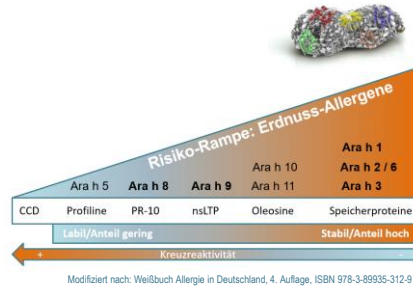 Risiko-Rampe: Erdnuss-Allergene
Ara h 1
Ara h 10 Ara h 2 / 6
Ara h 5 Ara h 8 Ara h 9 Ara h 11 Ara h 3
CCD Profiline PR-10 nsLTP Oleosine Speicherproteine
Labil/Anteil gering Stabil/Anteil hoch
+ Kreuzreaktivität -
Modifiziert nach: Weißbuch Allergie in Deutschland, 4. Auflage, ISBN 978-3-89935-312-9